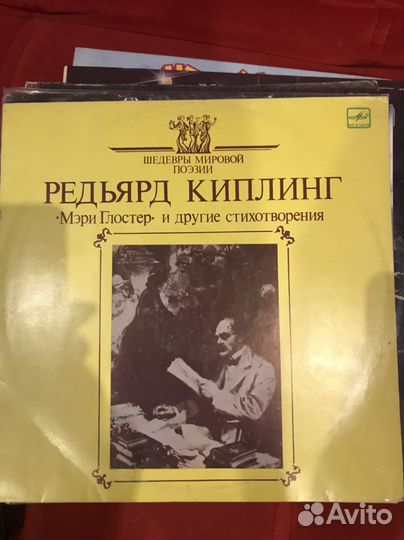 ШЕДЕВРЫ МИРОВОЙ
ПОЭЗИИ
РЕДЬЯРД КИПЛИНГ
«Мэри Глостер» и другие стихотворения
Avito